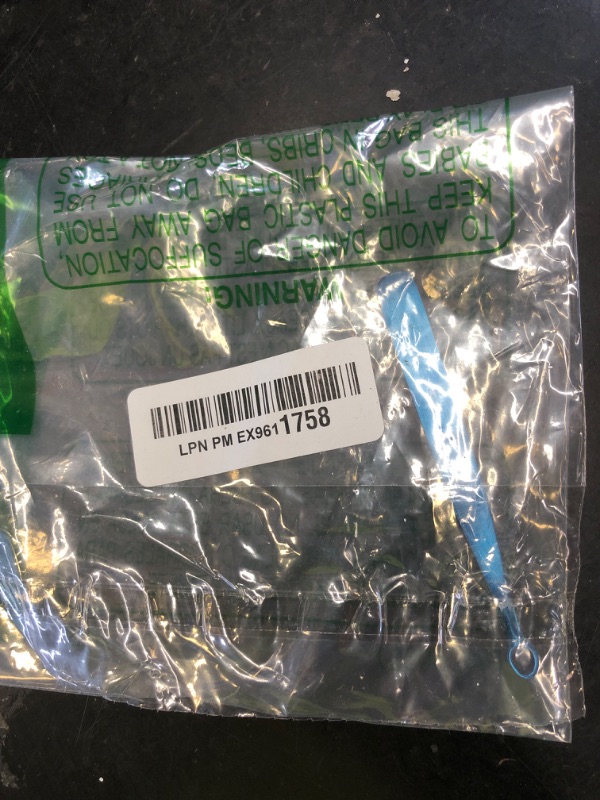 WARNING:
TO AVOID DANGER OF SUFFOCATION,
KEEP THIS PLASTIC BAG AWAY FROM
BABIES AND CHILDREN. DO NOT USE
THIS BAG IN CRIBS, BEDS,
LPN PM EX9611758